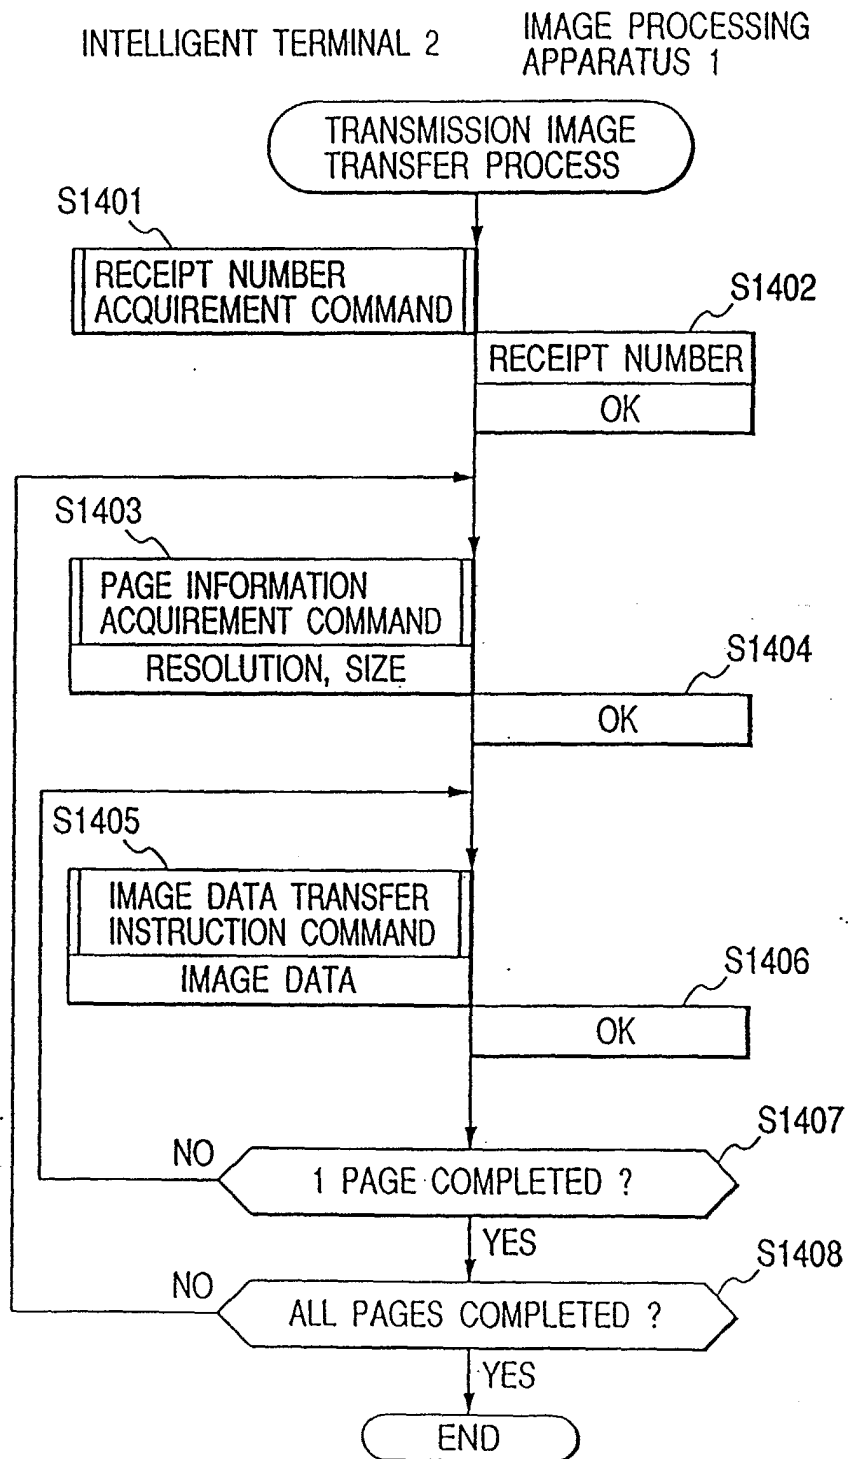 INTELLIGENT TERMINAL 2
IMAGE PROCESSING
APPARATUS 1
TRANSMISSION IMAGE
TRANSFER PROCESS
S1401
RECEIPT NUMBER
ACQUIREMENT COMMAND
S1402
RECEIPT NUMBER
OK
S1403
PAGE INFORMATION
ACQUIREMENT COMMAND
RESOLUTION, SIZE
S1404
OK
S1405
IMAGE DATA TRANSFER
INSTRUCTION COMMAND
IMAGE DATA
S1406
OK
S1407
NO
1 PAGE COMPLETED ?
YES
S1408
NO
ALL PAGES COMPLETED ?
YES
END